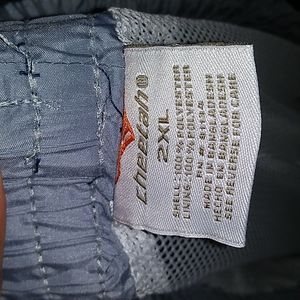 cheetah®
2XL
SHELL: 100% POLYESTER
LINING: 100% POLYESTER
RN #
MADE IN BANGLADESH
HECHO EN BANGLADESH
SEE REVERSE FOR CARE